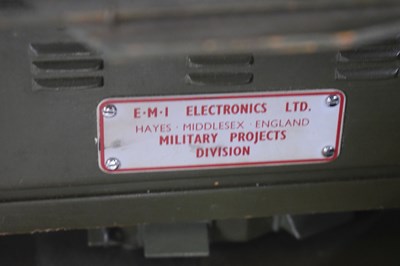 E·M·I ELECTRONICS LTD.
HAYES · MIDDLESEX · ENGLAND
MILITARY PROJECTS
DIVISION